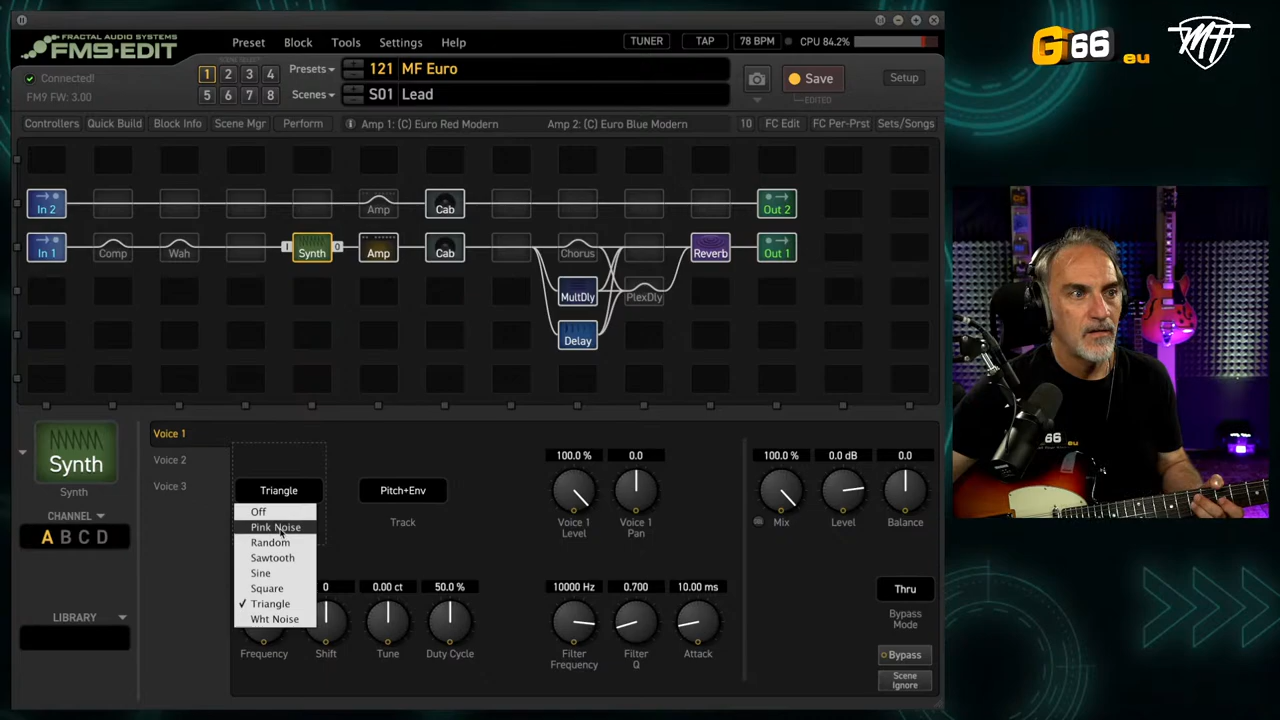 FRACTAL AUDIO SYSTEMS
FM9-EDIT
Connected!
FM9 FW: 3.00
Preset Block Tools Settings Help
TUNER TAP 78 BPM CPU 84.2%
SCENE SELECT
1 2 3 4
5 6 7 8
Presets
121 MF Euro
Scenes
S01 Lead
Save
EDITED
Setup
Controllers Quick Build Block Info Scene Mgr Perform
Amp 1: (C) Euro Red Modern Amp 2: (C) Euro Blue Modern
10 FC Edit FC Per-Prst Sets/Songs
In 2 Amp Cab Out 2
In 1 Comp Wah I Synth O Amp Cab Chorus Reverb Out 1
MultDly PlexDly
Delay
Synth
Synth
CHANNEL
A B C D
LIBRARY
Voice 1
Voice 2
Voice 3
Triangle
Off
Pink Noise
Random
Sawtooth
Sine
Square
✓ Triangle
Wht Noise
Pitch+Env
Track
100.0 % 0.0
Voice 1 Level
Voice 1 Pan
100.0 % 0.0 dB 0.0
Mix Level Balance
0 0.00 ct 50.0 %
Frequency Shift Tune Duty Cycle
10000 Hz 0.700 10.00 ms
Filter Frequency
Filter Q
Attack
Thru
Bypass Mode
Bypass
Scene Ignore
G66 eu
MF
66
eu